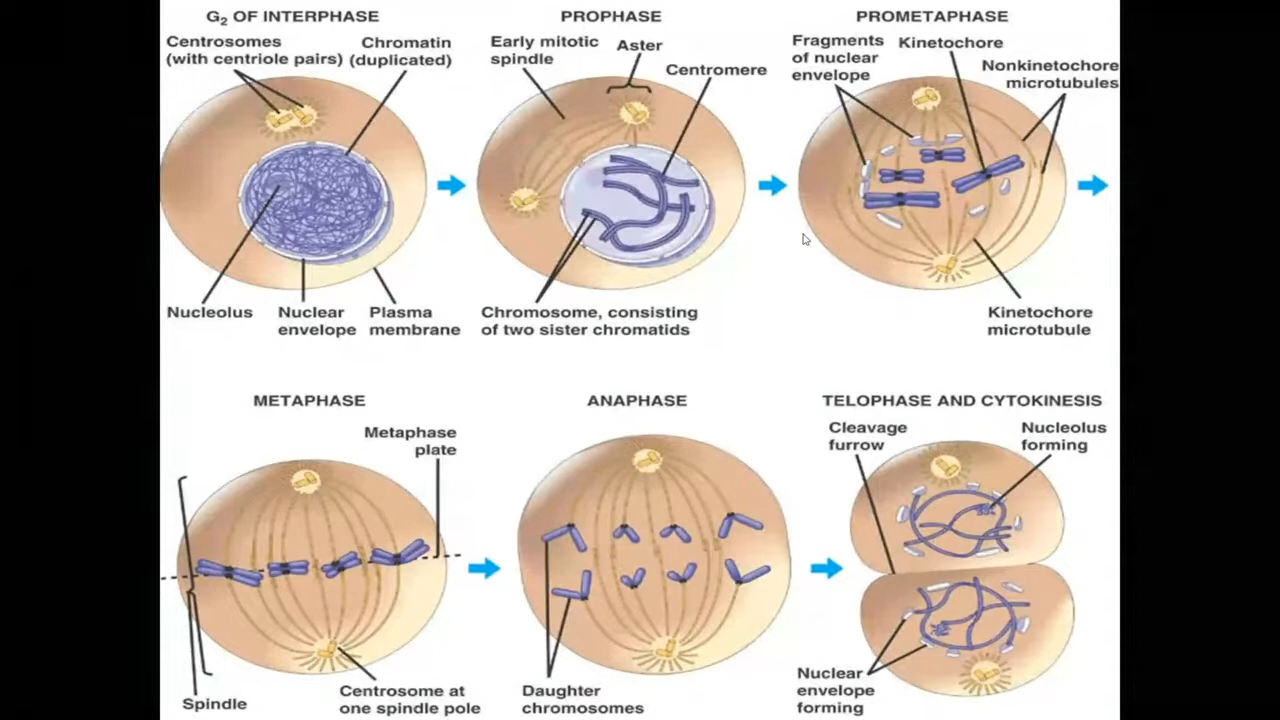 G₂ OF INTERPHASE
Centrosomes
(with centriole pairs)
Chromatin
(duplicated)
Nucleolus
Nuclear
envelope
Plasma
membrane
PROPHASE
Early mitotic
spindle
Aster
Centromere
Chromosome, consisting
of two sister chromatids
PROMETAPHASE
Fragments
of nuclear
envelope
Kinetochore
Nonkinetochore
microtubules
Kinetochore
microtubule
METAPHASE
Metaphase
plate
Spindle
Centrosome at
one spindle pole
ANAPHASE
Daughter
chromosomes
TELOPHASE AND CYTOKINESIS
Cleavage
furrow
Nucleolus
forming
Nuclear
envelope
forming